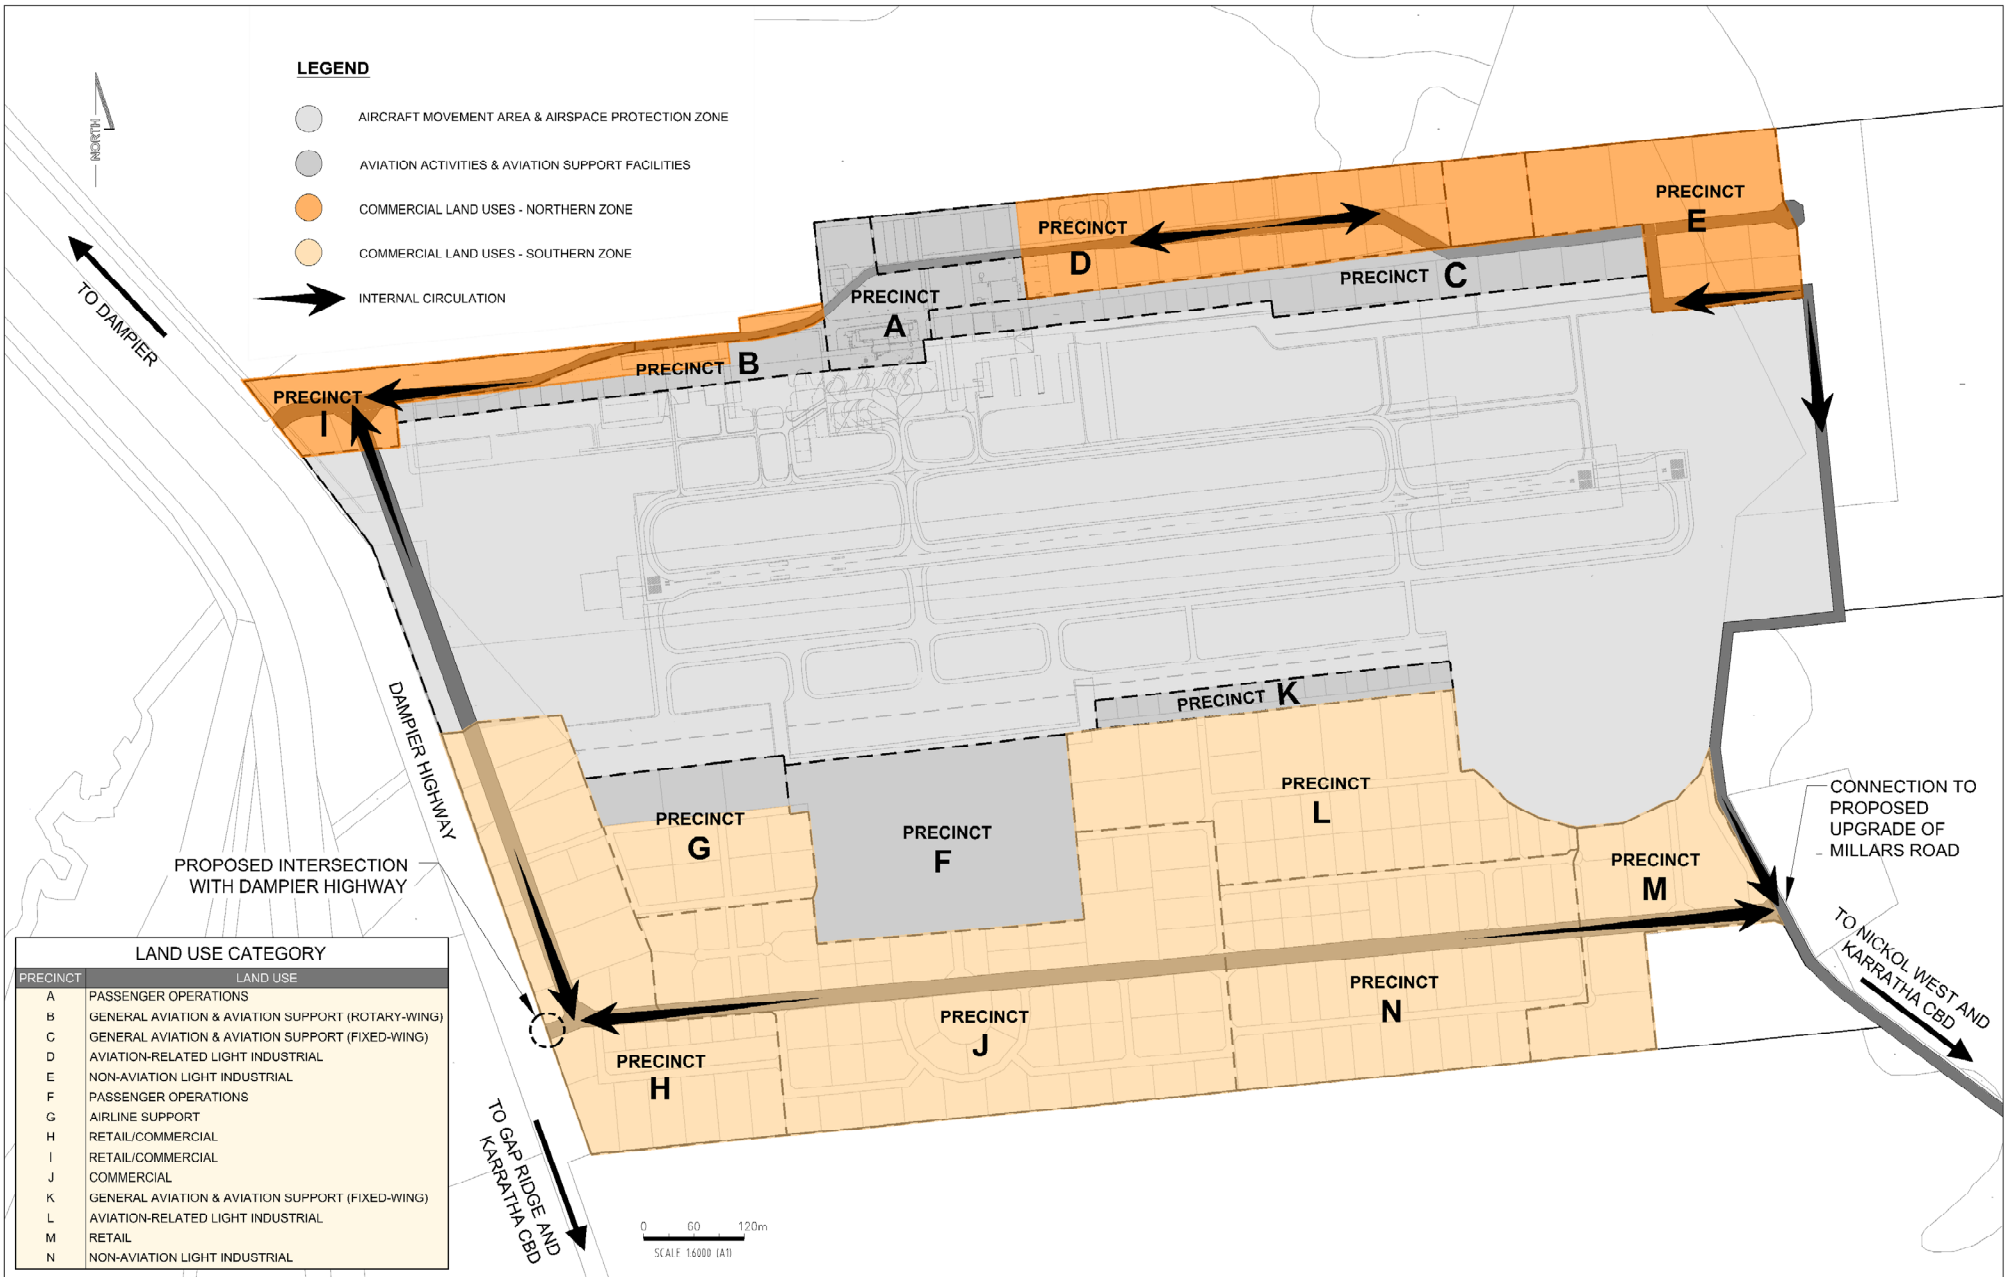 LEGEND
AIRCRAFT MOVEMENT AREA & AIRSPACE PROTECTION ZONE
AVIATION ACTIVITIES & AVIATION SUPPORT FACILITIES
COMMERCIAL LAND USES - NORTHERN ZONE
COMMERCIAL LAND USES - SOUTHERN ZONE
INTERNAL CIRCULATION
NORTH
TO DAMPIER
PRECINCT
E
PRECINCT
D
PRECINCT C
PRECINCT
A
PRECINCT B
PRECINCT
I
DAMPIER HIGHWAY
PRECINCT K
PRECINCT
L
PRECINCT
G
PRECINCT
F
PRECINCT
M
CONNECTION TO
PROPOSED
UPGRADE OF
MILLARS ROAD
PROPOSED INTERSECTION
WITH DAMPIER HIGHWAY
TO NICKOL WEST AND
KARRATHA CBD
PRECINCT
N
PRECINCT
J
PRECINCT
H
TO GAP RIDGE AND
KARRATHA CBD
LAND USE CATEGORY
PRECINCT LAND USE
A PASSENGER OPERATIONS
B GENERAL AVIATION & AVIATION SUPPORT (ROTARY-WING)
C GENERAL AVIATION & AVIATION SUPPORT (FIXED-WING)
D AVIATION-RELATED LIGHT INDUSTRIAL
E NON-AVIATION LIGHT INDUSTRIAL
F PASSENGER OPERATIONS
G AIRLINE SUPPORT
H RETAIL/COMMERCIAL
I RETAIL/COMMERCIAL
J COMMERCIAL
K GENERAL AVIATION & AVIATION SUPPORT (FIXED-WING)
L AVIATION-RELATED LIGHT INDUSTRIAL
M RETAIL
N NON-AVIATION LIGHT INDUSTRIAL
0 60 120m
SCALE 1:6000 (A1)